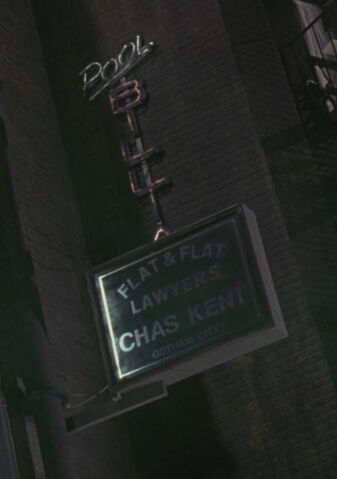 POOL
BILL
FLAT & FLAT
LAWYERS
CHAS KENT
GOTHAM CITY